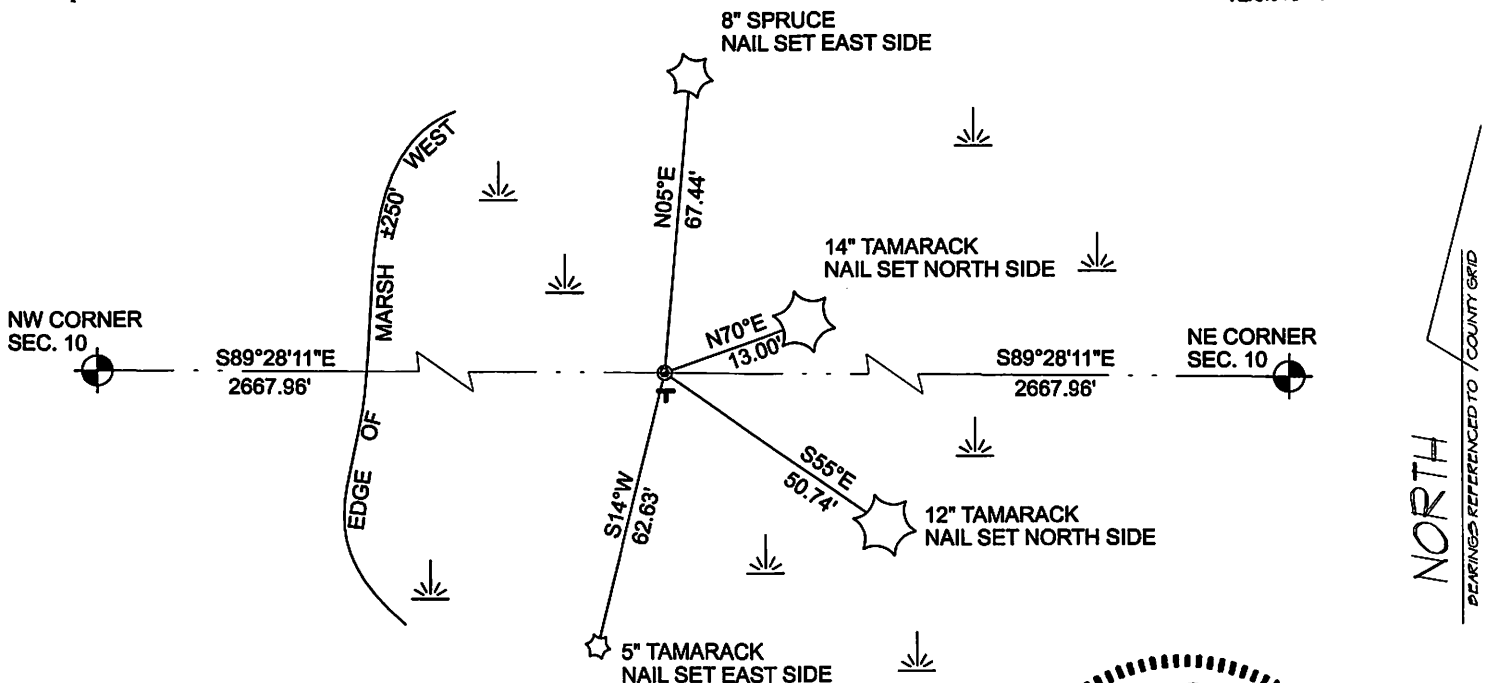 8" SPRUCE
NAIL SET EAST SIDE
EDGE OF MARSH ±250' WEST
N05°E
67.44'
14" TAMARACK
NAIL SET NORTH SIDE
N70°E
13.00'
NW CORNER
SEC. 10
S89°28'11"E
2667.96'
S89°28'11"E
2667.96'
NE CORNER
SEC. 10
S55°E
50.74'
12" TAMARACK
NAIL SET NORTH SIDE
S14°W
62.63'
5" TAMARACK
NAIL SET EAST SIDE
NORTH
BEARINGS REFERENCED TO / COUNTY GRID